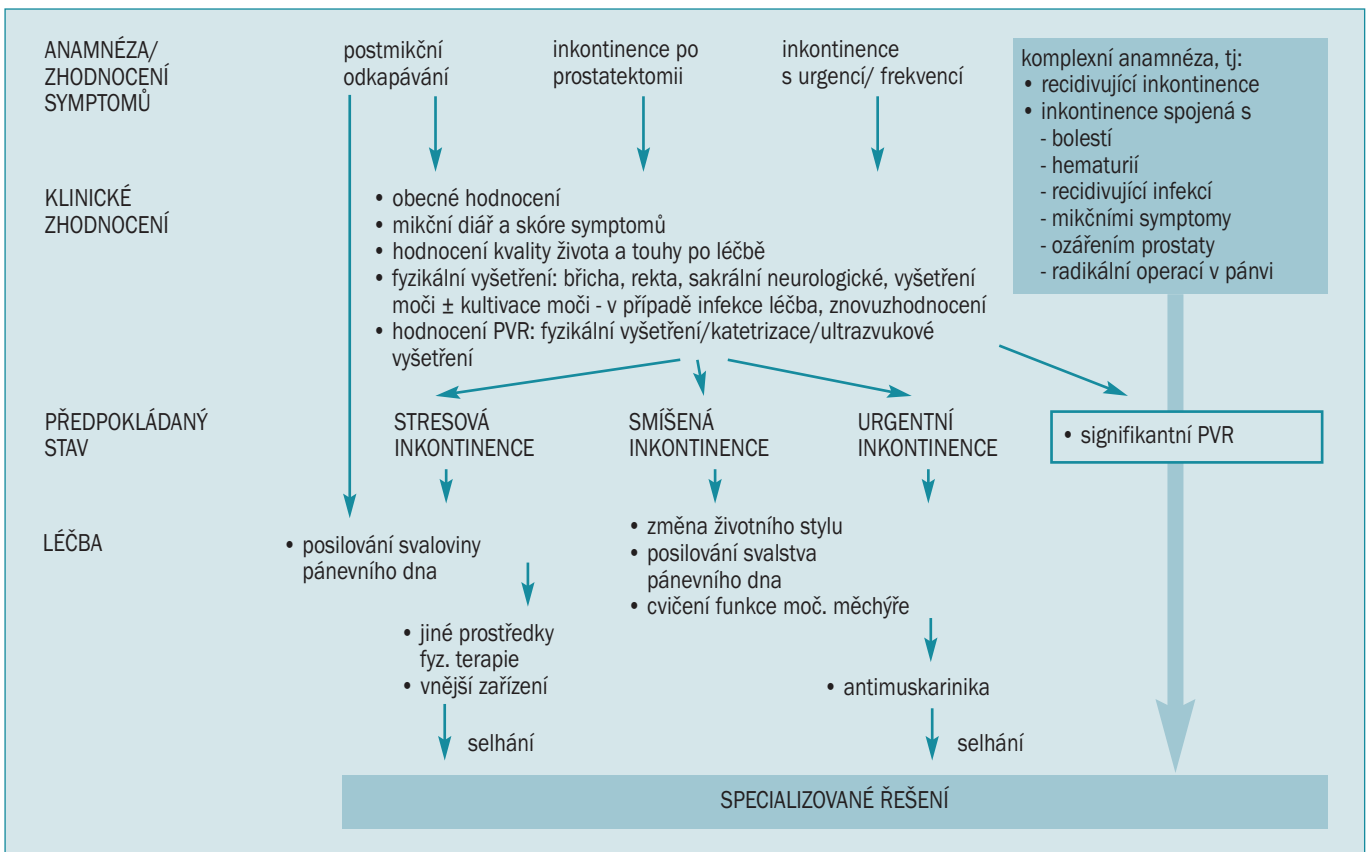 ANAMNÉZA/
ZHODNOCENÍ
SYMPTOMŮ
postmikční
odkapávání
inkontinence po
prostatektomii
inkontinence
s urgencí/ frekvencí
komplexní anamnéza, tj:
• recidivující inkontinence
• inkontinence spojená s
- bolestí
- hematurií
- recidivující infekcí
- mikčními symptomy
- ozářením prostaty
- radikální operací v pánvi
KLINICKÉ
ZHODNOCENÍ
• obecné hodnocení
• mikční diář a skóre symptomů
• hodnocení kvality života a touhy po léčbě
• fyzikální vyšetření: břicha, rekta, sakrální neurologické, vyšetření
moči ± kultivace moči - v případě infekce léčba, znovuzhodnocení
• hodnocení PVR: fyzikální vyšetření/katetrizace/ultrazvukové
vyšetření
PŘEDPOKLÁDANÝ
STAV
STRESOVÁ
INKONTINENCE
SMÍŠENÁ
INKONTINENCE
URGENTNÍ
INKONTINENCE
• signifikantní PVR
LÉČBA
• posilování svaloviny
pánevního dna
• změna životního stylu
• posilování svalstva
pánevního dna
• cvičení funkce moč. měchýře
• jiné prostředky
fyz. terapie
• vnější zařízení
• antimuskarinika
selhání
selhání
SPECIALIZOVANÉ ŘEŠENÍ